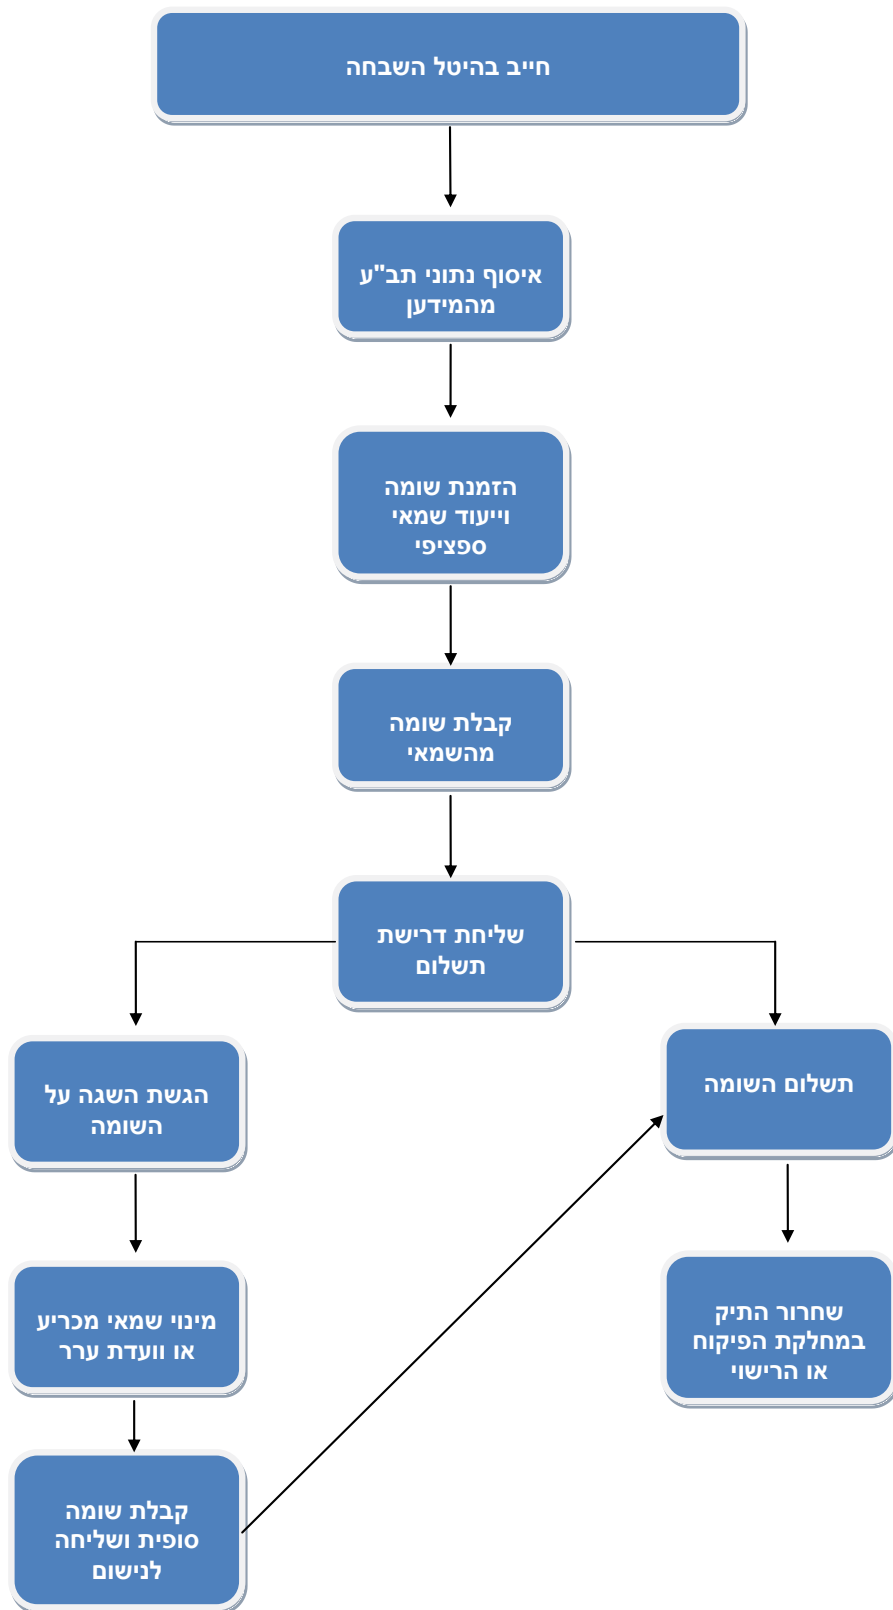 חייב בהיטל השבחה
איסוף נתוני תב"ע
מהמידען
הזמנת שומה
וייעוד שמאי
ספציפי
קבלת שומה
מהשמאי
שליחת דרישת
תשלום
הגשת השגה על
השומה
תשלום השומה
מינוי שמאי מכריע
או וועדת ערר
שחרור התיק
במחלקת הפיקוח
או הרישוי
קבלת שומה
סופית ושליחה
לנישום